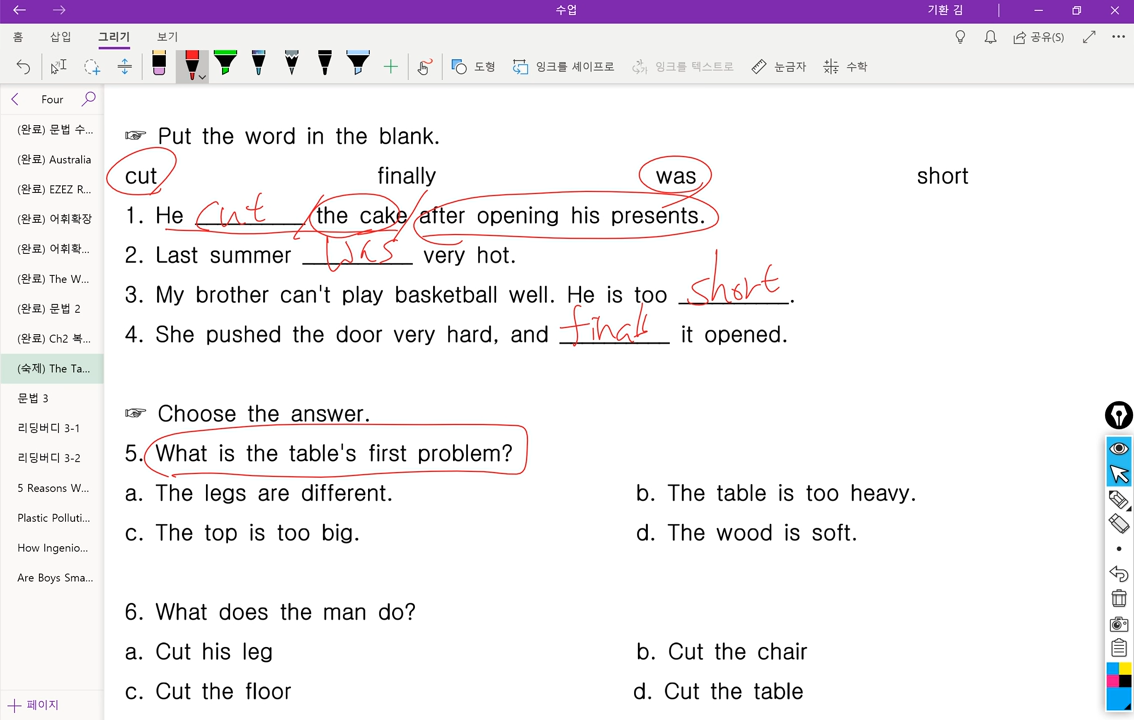 수업
기환 김
홈 삽입 그리기 보기
공유(S)
도형 잉크를 셰이프로 잉크를 텍스트로 눈금자 수학
Four
(완료) 문법 수...
(완료) Australia
(완료) EZEZ R...
(완료) 어휘확장
(완료) 어휘확...
(완료) The W...
(완료) 문법 2
(완료) Ch2 복...
(숙제) The Ta...
문법 3
리딩버디 3-1
리딩버디 3-2
5 Reasons W...
Plastic Polluti...
How Ingenio...
Are Boys Sma...
페이지
☞ Put the word in the blank.
cut finally was short
1. He cut the cake after opening his presents.
2. Last summer was very hot.
3. My brother can't play basketball well. He is too short.
4. She pushed the door very hard, and it opened.
☞ Choose the answer.
5. What is the table's first problem?
a. The legs are different. b. The table is too heavy.
c. The top is too big. d. The wood is soft.
6. What does the man do?
a. Cut his leg b. Cut the chair
c. Cut the floor d. Cut the table